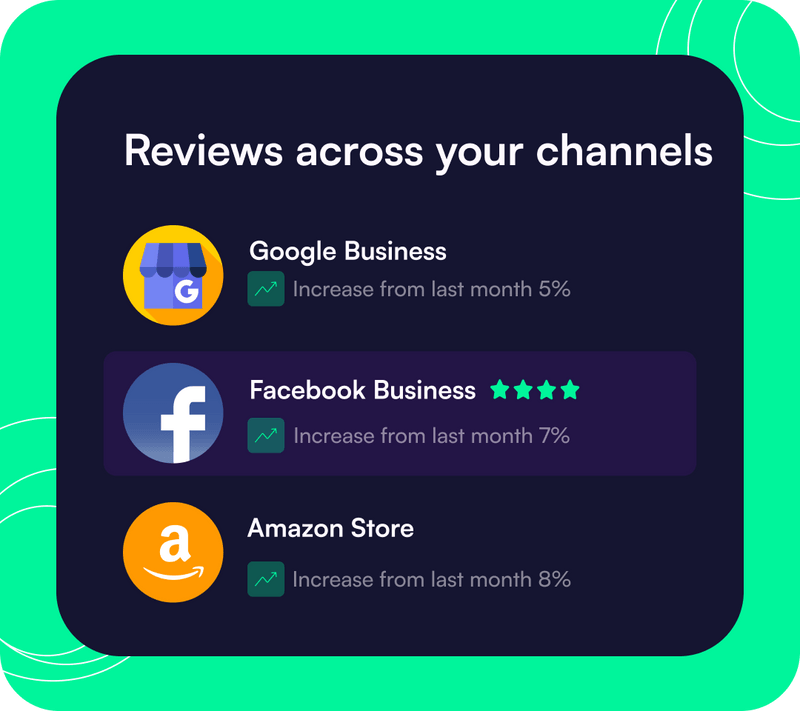 Reviews across your channels
Google Business
G
Increase from last month 5%
f
Facebook Business
Increase from last month 7%
a
Amazon Store
Increase from last month 8%